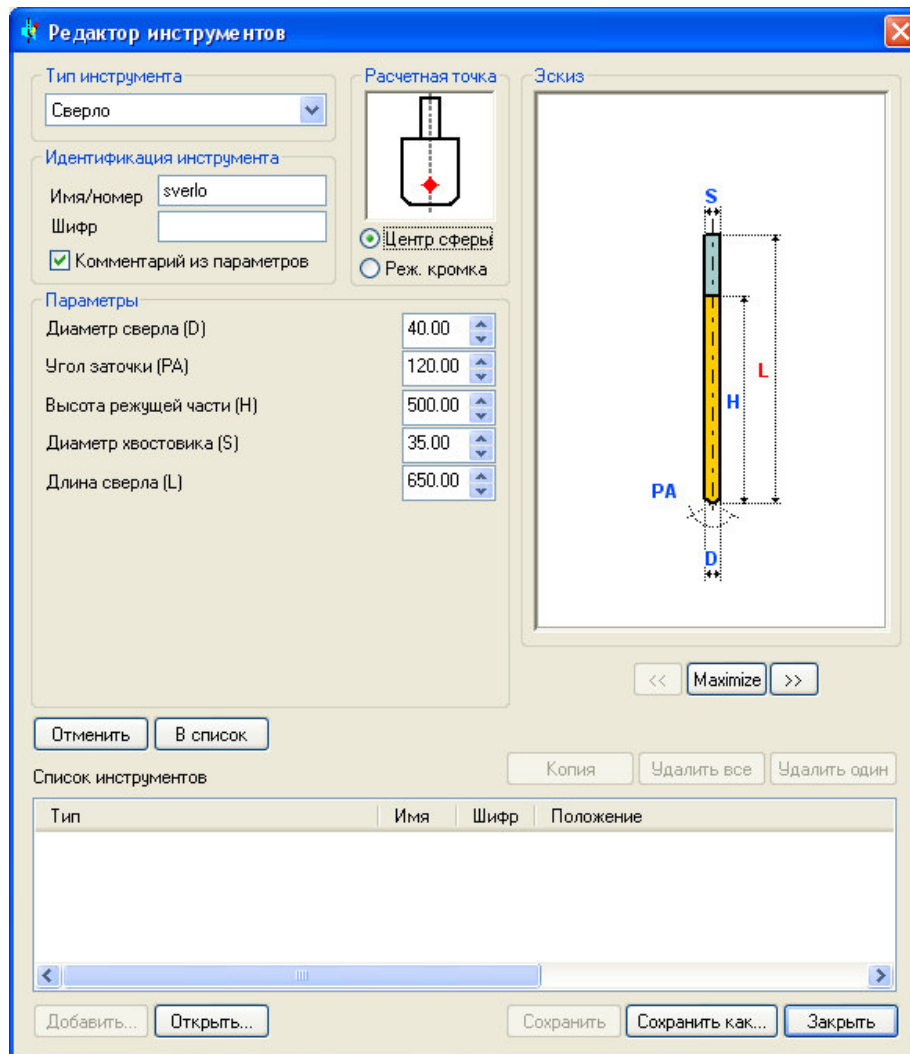 Редактор инструментов
Тип инструмента
Сверло
Идентификация инструмента
Имя/номер sverlo
Шифр
Комментарий из параметров
Расчетная точка
Центр сферы
Реж. кромка
Параметры
Диаметр сверла (D) 40.00
Угол заточки (PA) 120.00
Высота режущей части (H) 500.00
Диаметр хвостовика (S) 35.00
Длина сверла (L) 650.00
Эскиз
S
L
H
PA
D
<< Maximize >>
Отменить В список
Список инструментов
Копия Удалить все Удалить один
Тип Имя Шифр Положение
Добавить... Открыть... Сохранить Сохранить как... Закрыть